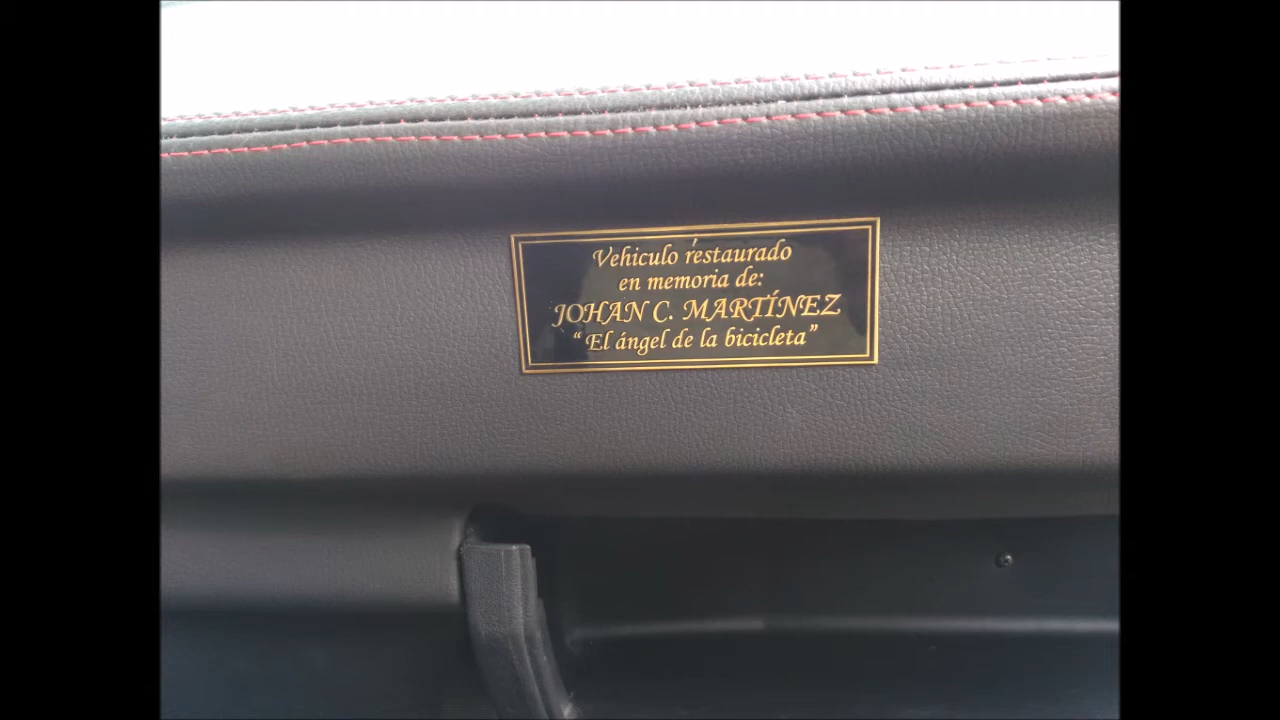 Vehiculo restaurado
en memoria de:
JOHAN C. MARTÍNEZ
“El ángel de la bicicleta”